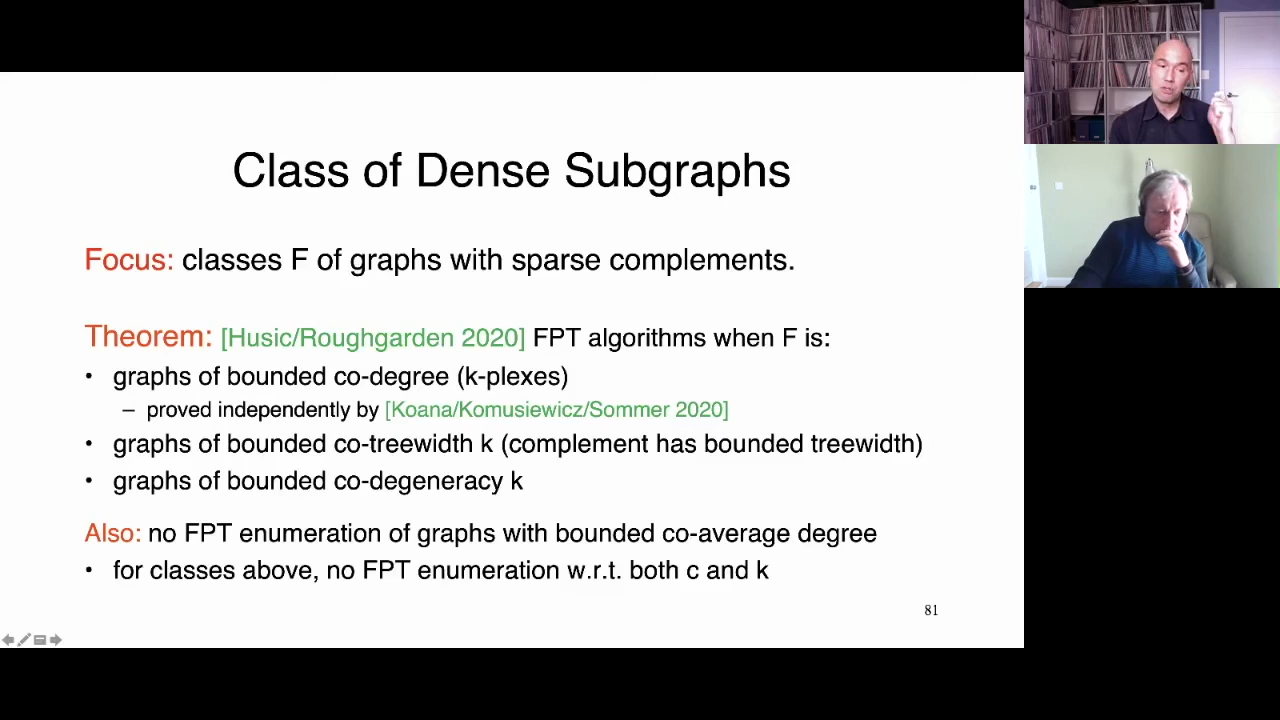 Class of Dense Subgraphs
Focus: classes F of graphs with sparse complements.
Theorem: [Husic/Roughgarden 2020] FPT algorithms when F is:
• graphs of bounded co-degree (k-plexes)
– proved independently by [Koana/Komusiewicz/Sommer 2020]
• graphs of bounded co-treewidth k (complement has bounded treewidth)
• graphs of bounded co-degeneracy k
Also: no FPT enumeration of graphs with bounded co-average degree
• for classes above, no FPT enumeration w.r.t. both c and k
81